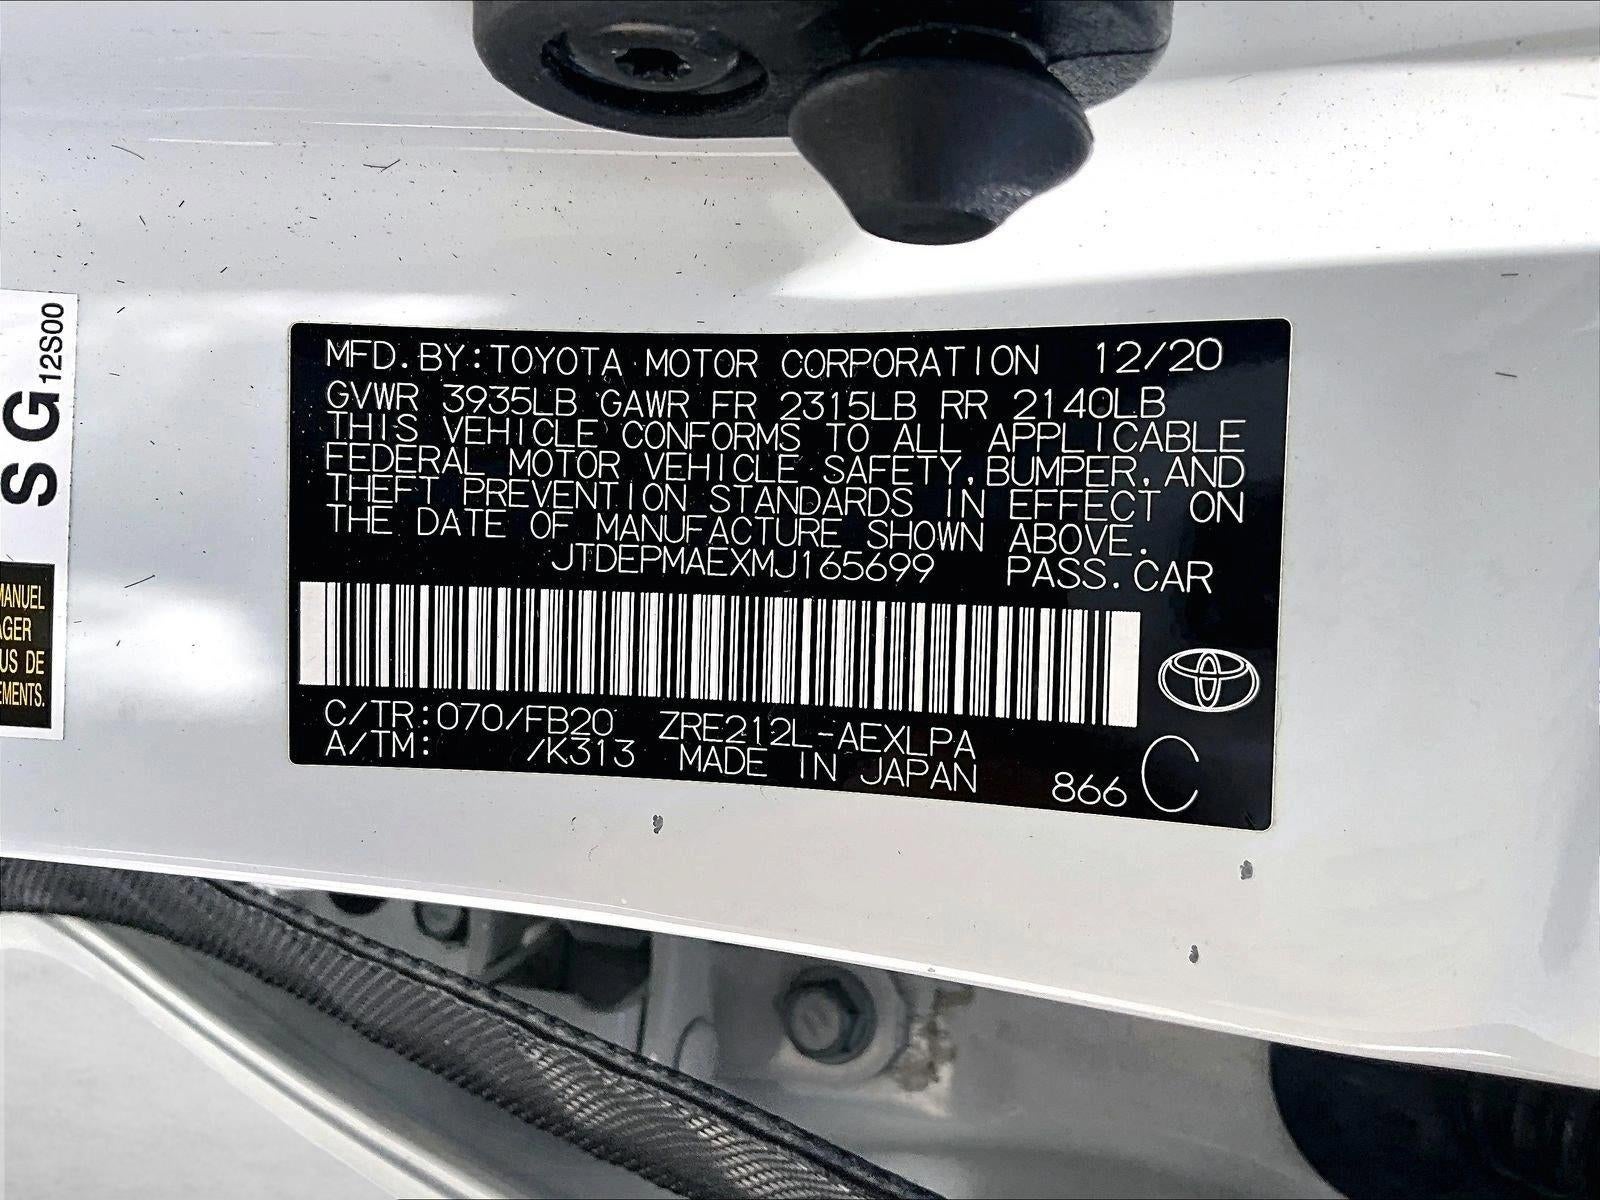 MFD. BY: TOYOTA MOTOR CORPORATION 12/20
GVWR 3935LB GAWR FR 2315LB RR 2140LB
THIS VEHICLE CONFORMS TO ALL APPLICABLE
FEDERAL MOTOR VEHICLE SAFETY, BUMPER, AND
THEFT PREVENTION STANDARDS IN EFFECT ON
THE DATE OF MANUFACTURE SHOWN ABOVE.
JTDEPMAEXMJ165699 PASS. CAR
C/TR: 070/FB20 ZRE212L-AEXLPA
A/TM: /K313 MADE IN JAPAN 866 C
S G 12S00
MANUEL
US DE